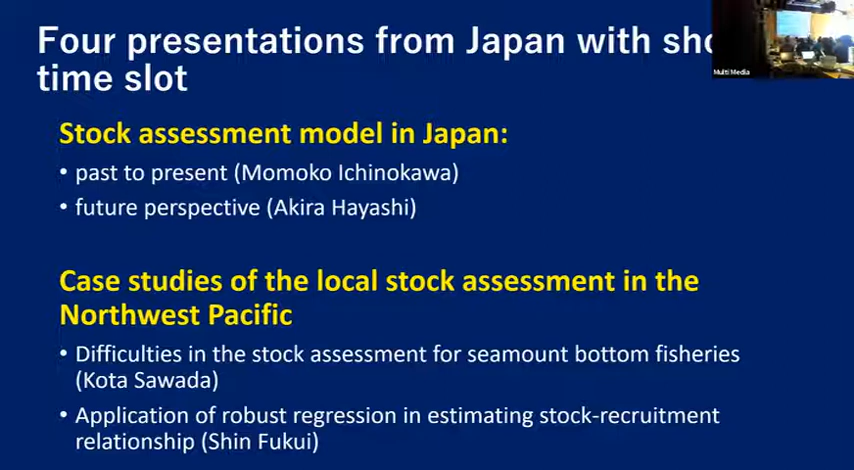 Four presentations from Japan with
time slot
Multi Media
Stock assessment model in Japan:
• past to present (Momoko Ichinokawa)
• future perspective (Akira Hayashi)
Case studies of the local stock assessment in the
Northwest Pacific
• Difficulties in the stock assessment for seamount bottom fisheries
(Kota Sawada)
• Application of robust regression in estimating stock-recruitment
relationship (Shin Fukui)